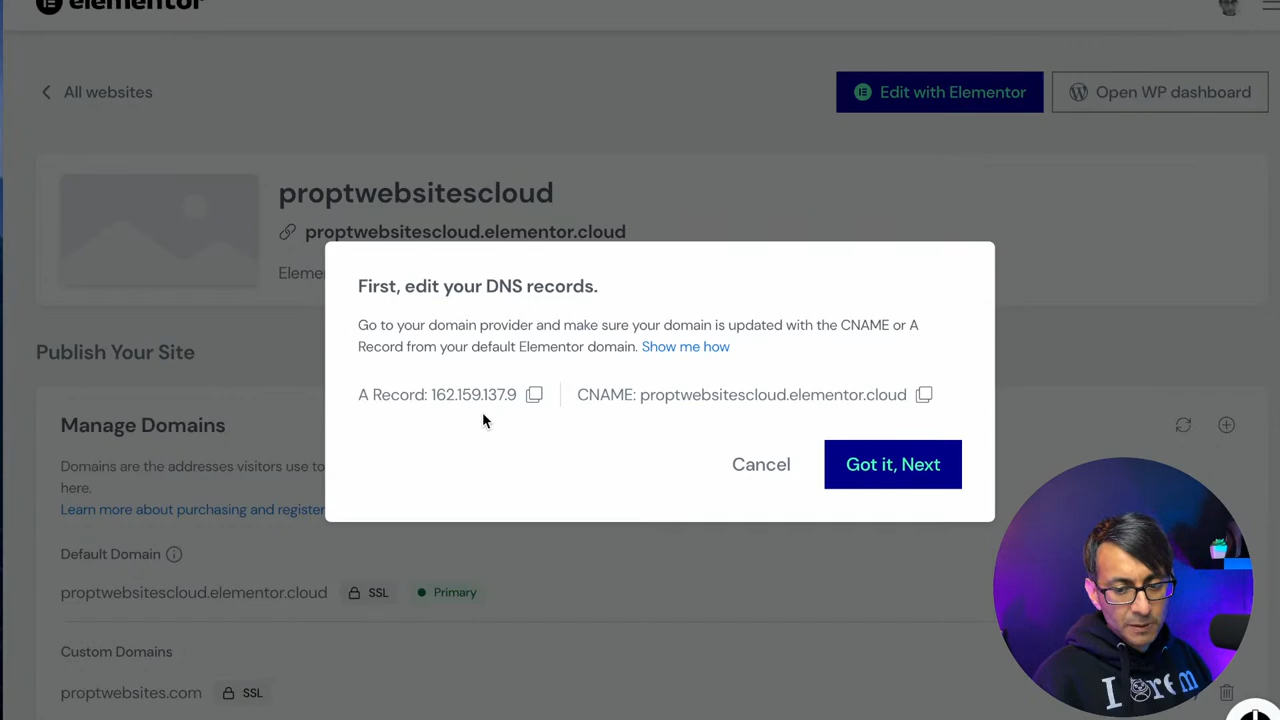 elementor
All websites
Edit with Elementor
Open WP dashboard
proptwebsitescloud
proptwebsitescloud.elementor.cloud
Eleme
First, edit your DNS records.
Go to your domain provider and make sure your domain is updated with the CNAME or A
Record from your default Elementor domain. Show me how
A Record: 162.159.137.9
CNAME: proptwebsitescloud.elementor.cloud
Cancel
Got it, Next
Publish Your Site
Manage Domains
Domains are the addresses visitors use to
here.
Learn more about purchasing and register
Default Domain
proptwebsitescloud.elementor.cloud
SSL
Primary
Custom Domains
proptwebsites.com
SSL